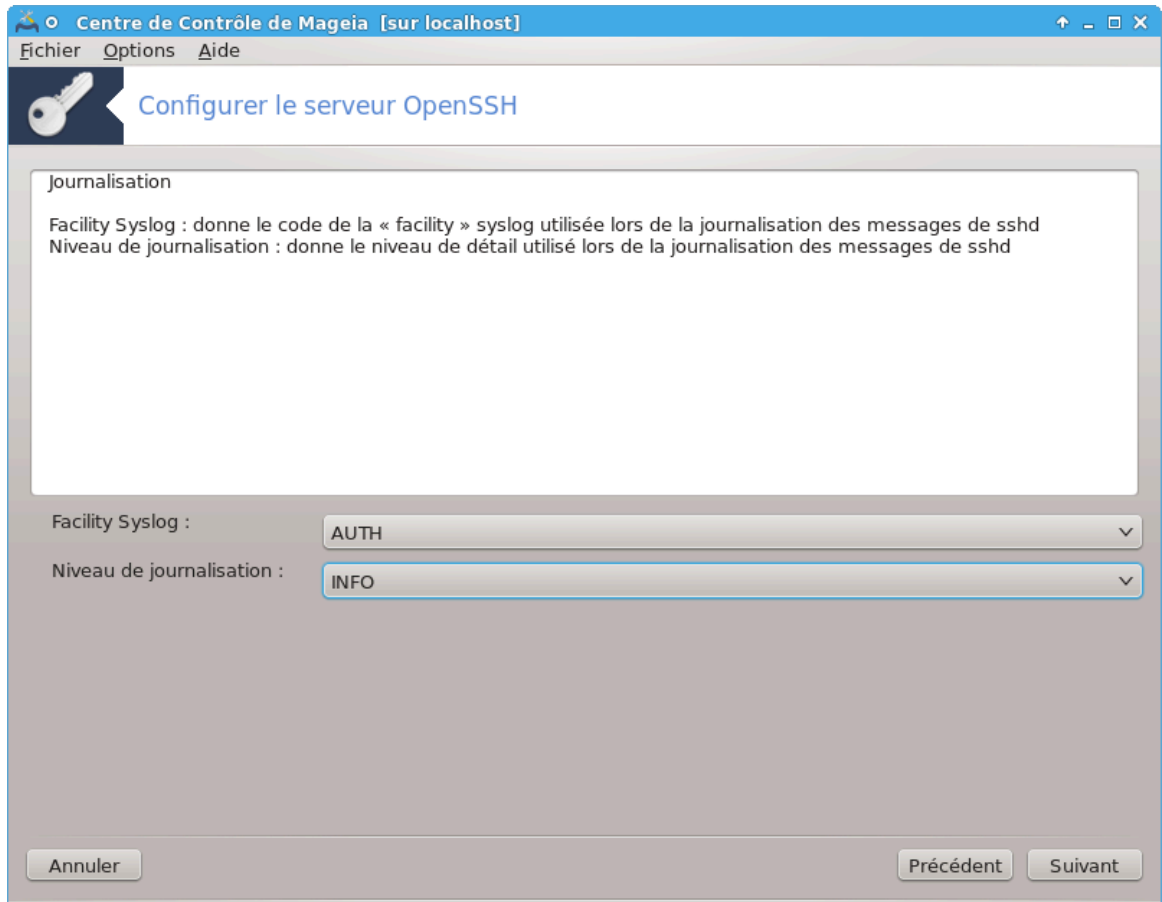 Centre de Contrôle de Mageia [sur localhost]
Fichier Options Aide
Configurer le serveur OpenSSH
Journalisation
Facility Syslog : donne le code de la « facility » syslog utilisée lors de la journalisation des messages de sshd
Niveau de journalisation : donne le niveau de détail utilisé lors de la journalisation des messages de sshd
Facility Syslog :
AUTH
Niveau de journalisation :
INFO
Annuler
Précédent
Suivant